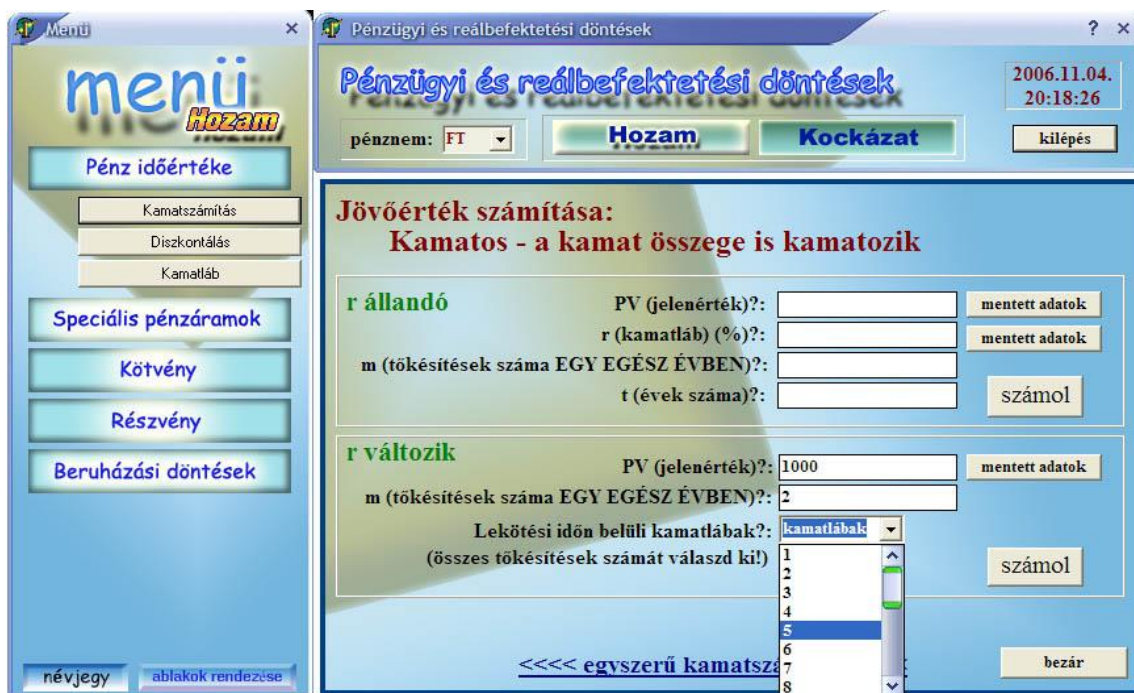 Menü
menü
Hozam
Pénz időértéke
Kamatszámítás
Diszkontálás
Kamatláb
Speciális pénzáramok
Kötvény
Részvény
Beruházási döntések
névjegy
ablakok rendezése
Pénzügyi és reálbefektetési döntések
Pénzügyi és reálbefektetési döntések
2006.11.04.
20:18:26
pénznem: FT
Hozam
Kockázat
kilépés
Jövőérték számítása:
Kamatos - a kamat összege is kamatozik
r állandó
PV (jelenérték)?:
mentett adatok
r (kamatláb) (%)?:
mentett adatok
m (tőkésítések száma EGY EGÉSZ ÉVBEN)?:
t (évek száma)?:
számol
r változik
PV (jelenérték)?: 1000
mentett adatok
m (tőkésítések száma EGY EGÉSZ ÉVBEN)?: 2
Lekötési időn belüli kamatlábak?: kamatlábak
(összes tőkésítések számát válaszd ki!)
1
2
3
4
5
6
7
8
számol
<<<< egyszerű kamatszá
bezár